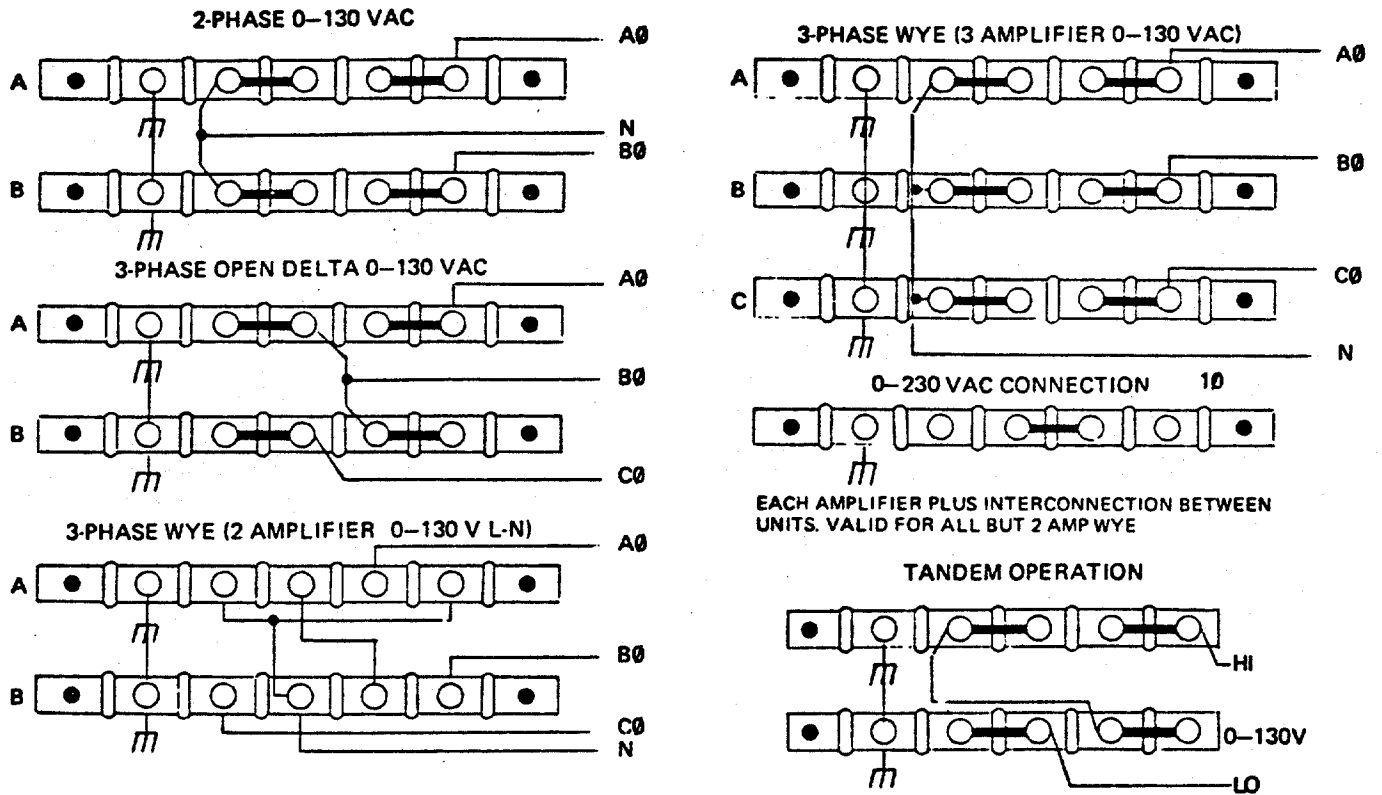 2-PHASE 0–130 VAC
AØ
A
N
BØ
B
3-PHASE OPEN DELTA 0–130 VAC
AØ
A
BØ
B
CØ
3-PHASE WYE (2 AMPLIFIER 0–130 V L-N)
AØ
A
BØ
B
CØ
N
3-PHASE WYE (3 AMPLIFIER 0–130 VAC)
AØ
A
BØ
B
CØ
C
N
0–230 VAC CONNECTION 1Ø
EACH AMPLIFIER PLUS INTERCONNECTION BETWEEN
UNITS. VALID FOR ALL BUT 2 AMP WYE
TANDEM OPERATION
HI
0–130V
LO